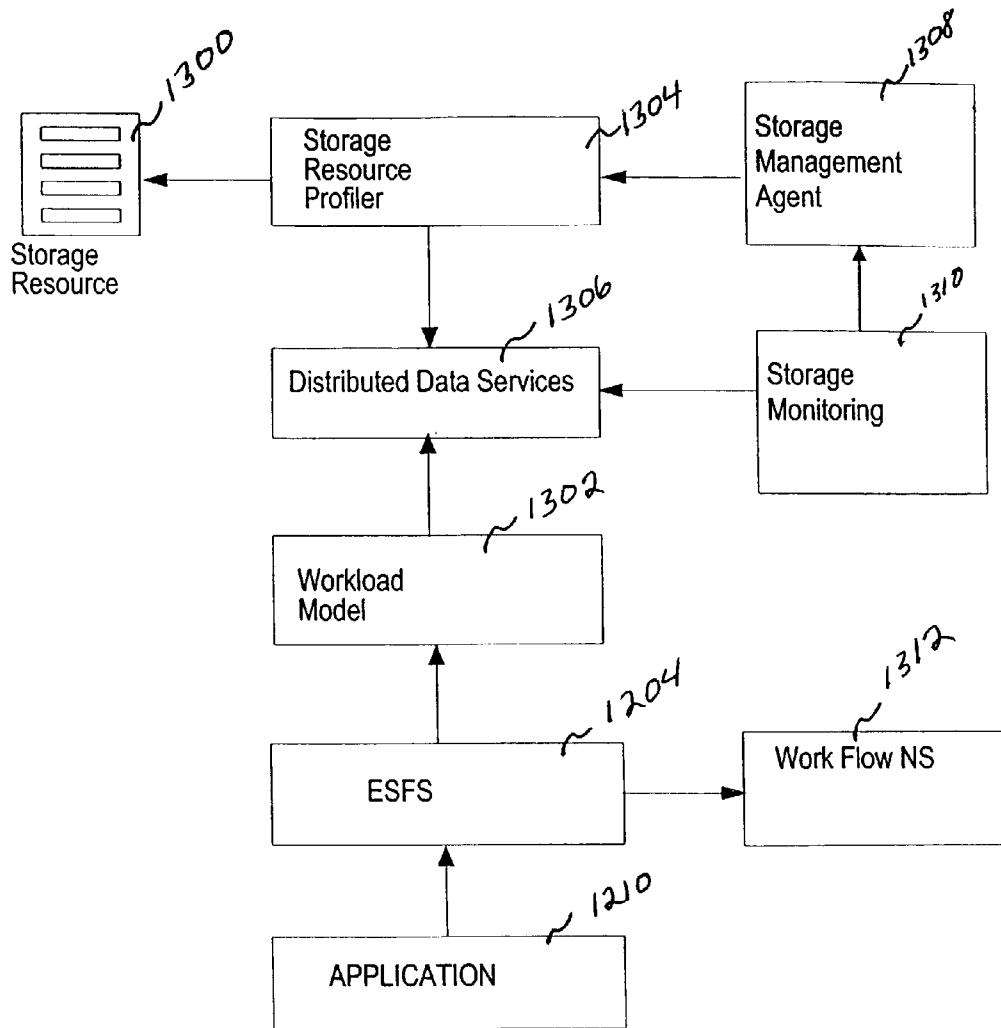 1300
1304
1308
Storage
Resource
Profiler
Storage
Management
Agent
Storage
Resource
1306
1310
Distributed Data Services
Storage
Monitoring
1302
Workload
Model
1204
1312
ESFS
Work Flow NS
1210
APPLICATION